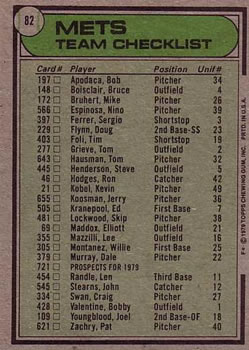 82
METS
TEAM CHECKLIST
Card # Player Position Unif #
197 Apodaca, Bob Pitcher 34
148 Boisclair, Bruce Outfield 4
172 Bruhert, Mike Pitcher 26
566 Espinosa, Nino Pitcher 39
397 Ferrer, Sergio Shortstop 3
229 Flynn, Doug 2nd Base-SS 23
403 Foli, Tim Shortstop 19
277 Grieve, Tom Outfield 2
643 Hausman, Tom Pitcher 32
445 Henderson, Steve Outfield 5
46 Hodges, Ron Catcher 42
21 Kobel, Kevin Pitcher 37
655 Koosman, Jerry Pitcher 36
505 Kranepool, Ed First Base 7
481 Lockwood, Skip Pitcher 38
69 Maddox, Elliott Outfield 21
355 Mazzilli, Lee Outfield 16
305 Montanez, Willie First Base 25
379 Murray, Dale Pitcher 32
721 PROSPECTS FOR 1979
454 Randle, Len Third Base 11
545 Stearns, John Catcher 12
334 Swan, Craig Pitcher 27
428 Valentine, Bobby Outfield 1
109 Youngblood, Joel 2nd Base-OF 18
621 Zachry, Pat Pitcher 40
F* © 1979 TOPPS CHEWING GUM, INC. PRTD. IN U.S.A.